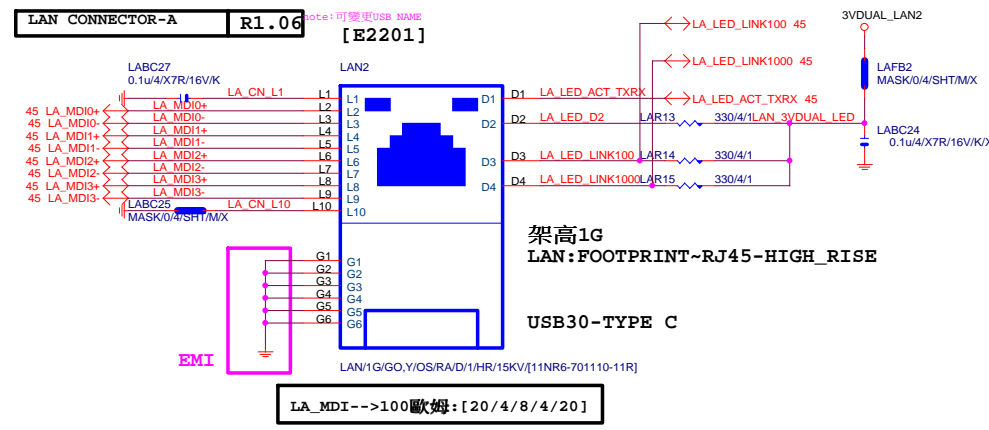 LAN CONNECTOR-A
R1.06
note:可變更USB NAME
[E2201]
LABC27
0.1u/4/X7R/16V/K
LAN2
LA_CN_L1
L1
L1
45 LA_MDI0+
LA_MDI0+
L2
L2
45 LA_MDI0-
LA_MDI0-
L3
L3
45 LA_MDI1+
LA_MDI1+
L4
L4
45 LA_MDI1-
LA_MDI1-
L5
L5
45 LA_MDI2+
LA_MDI2+
L6
L6
45 LA_MDI2-
LA_MDI2-
L7
L7
45 LA_MDI3+
LA_MDI3+
L8
L8
45 LA_MDI3-
LA_MDI3-
L9
L9
LABC25
MASK/0/4/SHT/M/X
LA_CN_L10
L10
L10
LA_LED_LINK100 45
LA_LED_LINK1000 45
D1
D1
LA_LED_ACT_TXRX
LA_LED_ACT_TXRX 45
D2
D2
LA_LED_D2
LAR13
330/4/1
LAN_3VDUAL_LED
D3
D3
LA_LED_LINK100
LAR14
330/4/1
D4
D4
LA_LED_LINK1000
LAR15
330/4/1
3VDUAL_LAN2
LAFB2
MASK/0/4/SHT/M/X
LABC24
0.1u/4/X7R/16V/K/X
架高1G
LAN:FOOTPRINT~RJ45-HIGH_RISE
USB30-TYPE C
G1
G1
G2
G2
G3
G3
G4
G4
G5
G5
G6
G6
EMI
LAN/1G/GO,Y/OS/RA/D/1/HR/15KV/[11NR6-701110-11R]
LA_MDI-->100歐姆:[20/4/8/4/20]